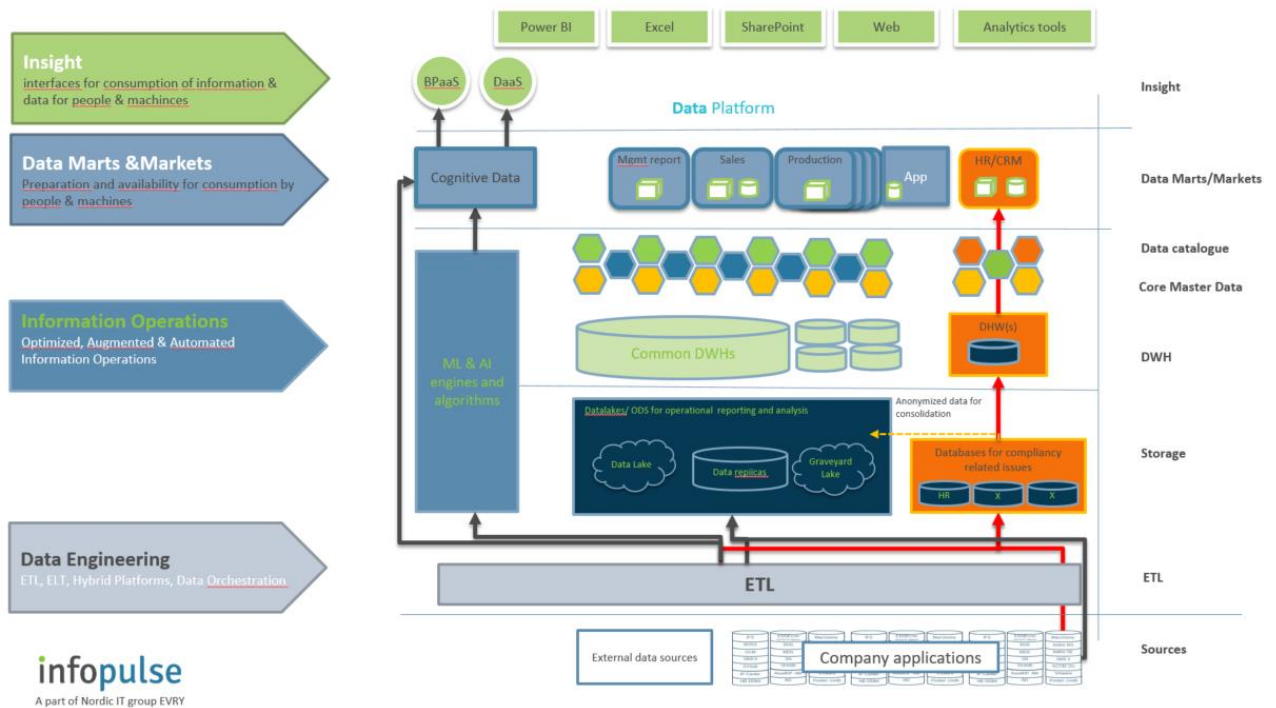 Power BI
Excel
SharePoint
Web
Analytics tools
Insight
interfaces for consumption of information &
data for people & machinces
BPaaS
DaaS
Insight
Data Platform
Data Marts &Markets
Preparation and availability for consumption by
people & machines
Cognitive Data
Mgmt report
Sales
Production
App
HR/CRM
Data Marts/Markets
Data catalogue
Core Master Data
Information Operations
Optimized, Augmented & Automated
Information Operations
ML & AI
engines and
algorithms
Common DWHs
DHW(s)
DWH
Datalakes/ ODS for operational reporting and analysis
Anonymized data for
consolidation
Data Lake
Data repiicas
Graveyard
Lake
Databases for compliancy
related issues
HR
X
X
Storage
Data Engineering
ETL, ELT, Hybrid Platforms, Data Orchestration
ETL
ETL
External data sources
Company applications
Sources
infopulse
A part of Nordic IT group EVRY